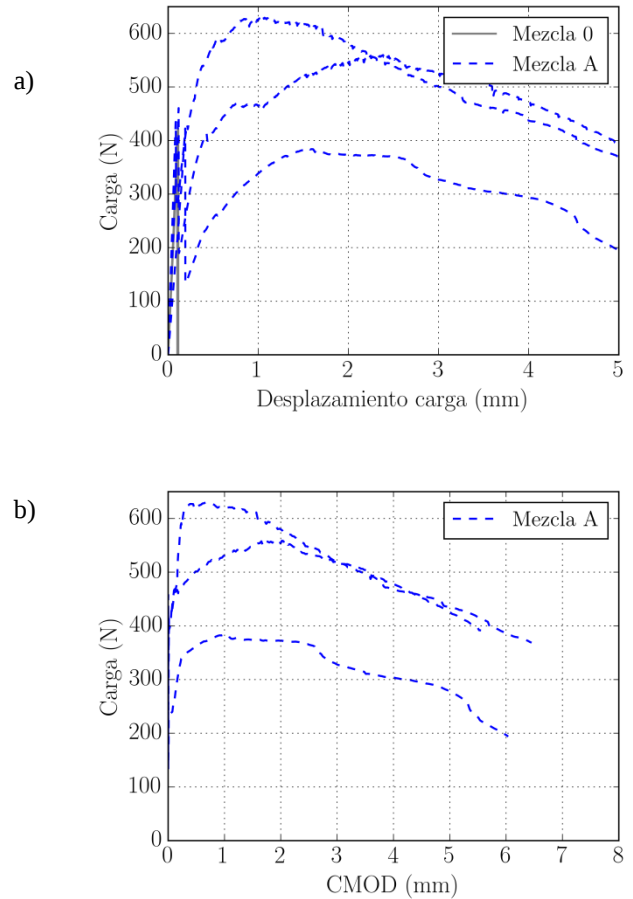 a)
Carga (N)
600
500
400
300
200
100
0
Mezcla 0
Mezcla A
0 1 2 3 4 5
Desplazamiento carga (mm)
b)
Carga (N)
600
500
400
300
200
100
0
Mezcla A
0 1 2 3 4 5 6 7 8
CMOD (mm)